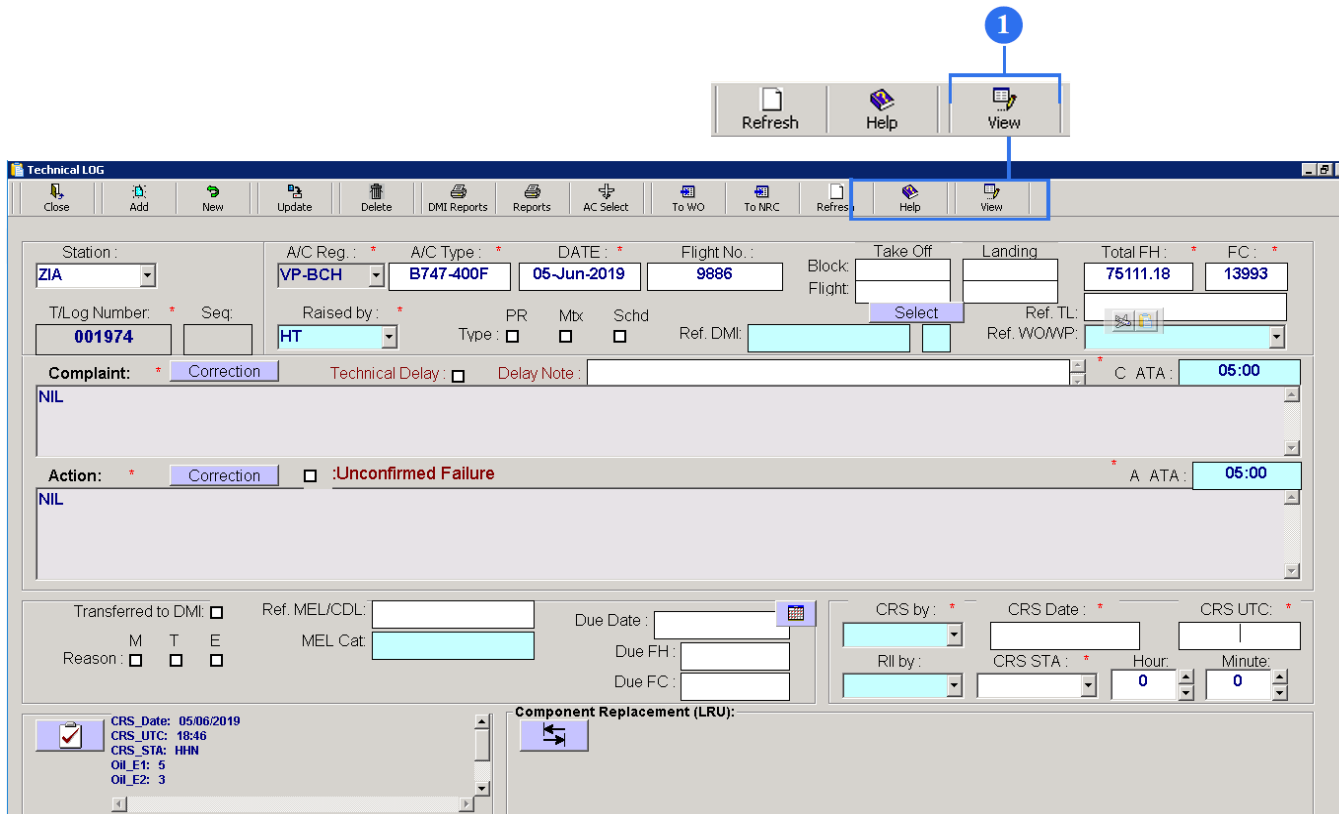 1
Refresh Help View
Technical LOG
Close Add New Update Delete DMI Reports Reports AC Select To WO To NRC Refresh Help View
Station : A/C Reg. : * A/C Type : * DATE : * Flight No. : Take Off Landing Total FH : * FC : *
ZIA VP-BCH B747-400F 05-Jun-2019 9886 Block: 75111.18 13993
Flight:
T/Log Number: * Seq: Raised by : * PR Mtx Schd Select Ref. TL:
001974 HT Type : Ref. DMI: Ref. WO/WP:
Complaint: * Correction Technical Delay : Delay Note : * C ATA : 05:00
NIL
Action: * Correction :Unconfirmed Failure * A ATA : 05:00
NIL
Transferred to DMI: Ref. MEL/CDL: Due Date : CRS by : * CRS Date : * CRS UTC: *
M T E MEL Cat:
Reason : Due FH : RII by : CRS STA : * Hour: Minute:
Due FC : 0 0
CRS_Date: 05/06/2019 Component Replacement (LRU):
CRS_UTC: 18:46
CRS_STA: HHN
Oil_E1: 5
Oil_E2: 3